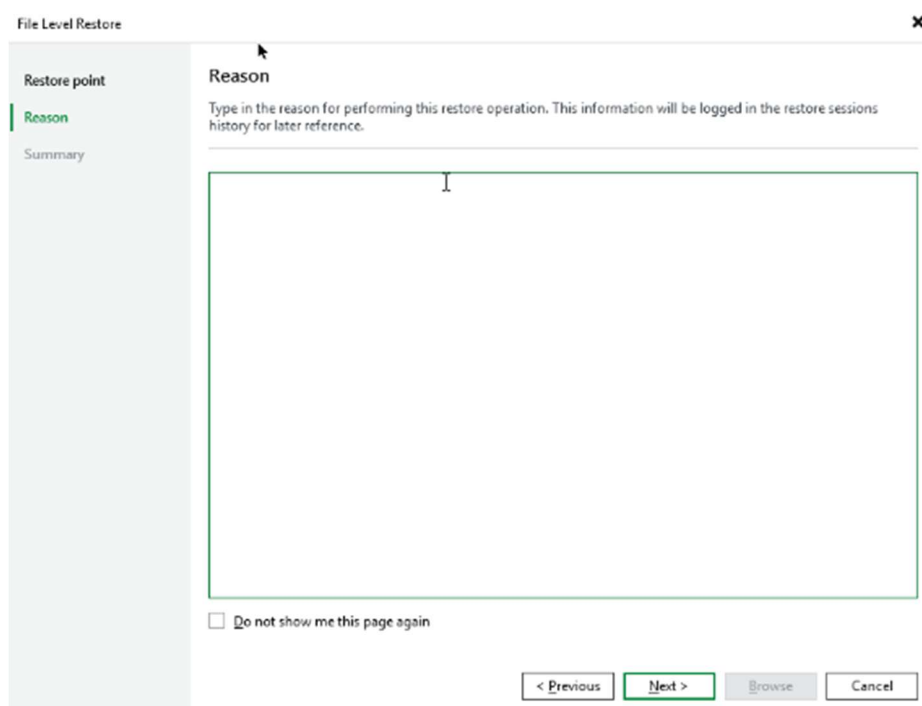 File Level Restore
Restore point
Reason
Summary
Reason
Type in the reason for performing this restore operation. This information will be logged in the restore sessions
history for later reference.
Do not show me this page again
< Previous
Next >
Browse
Cancel